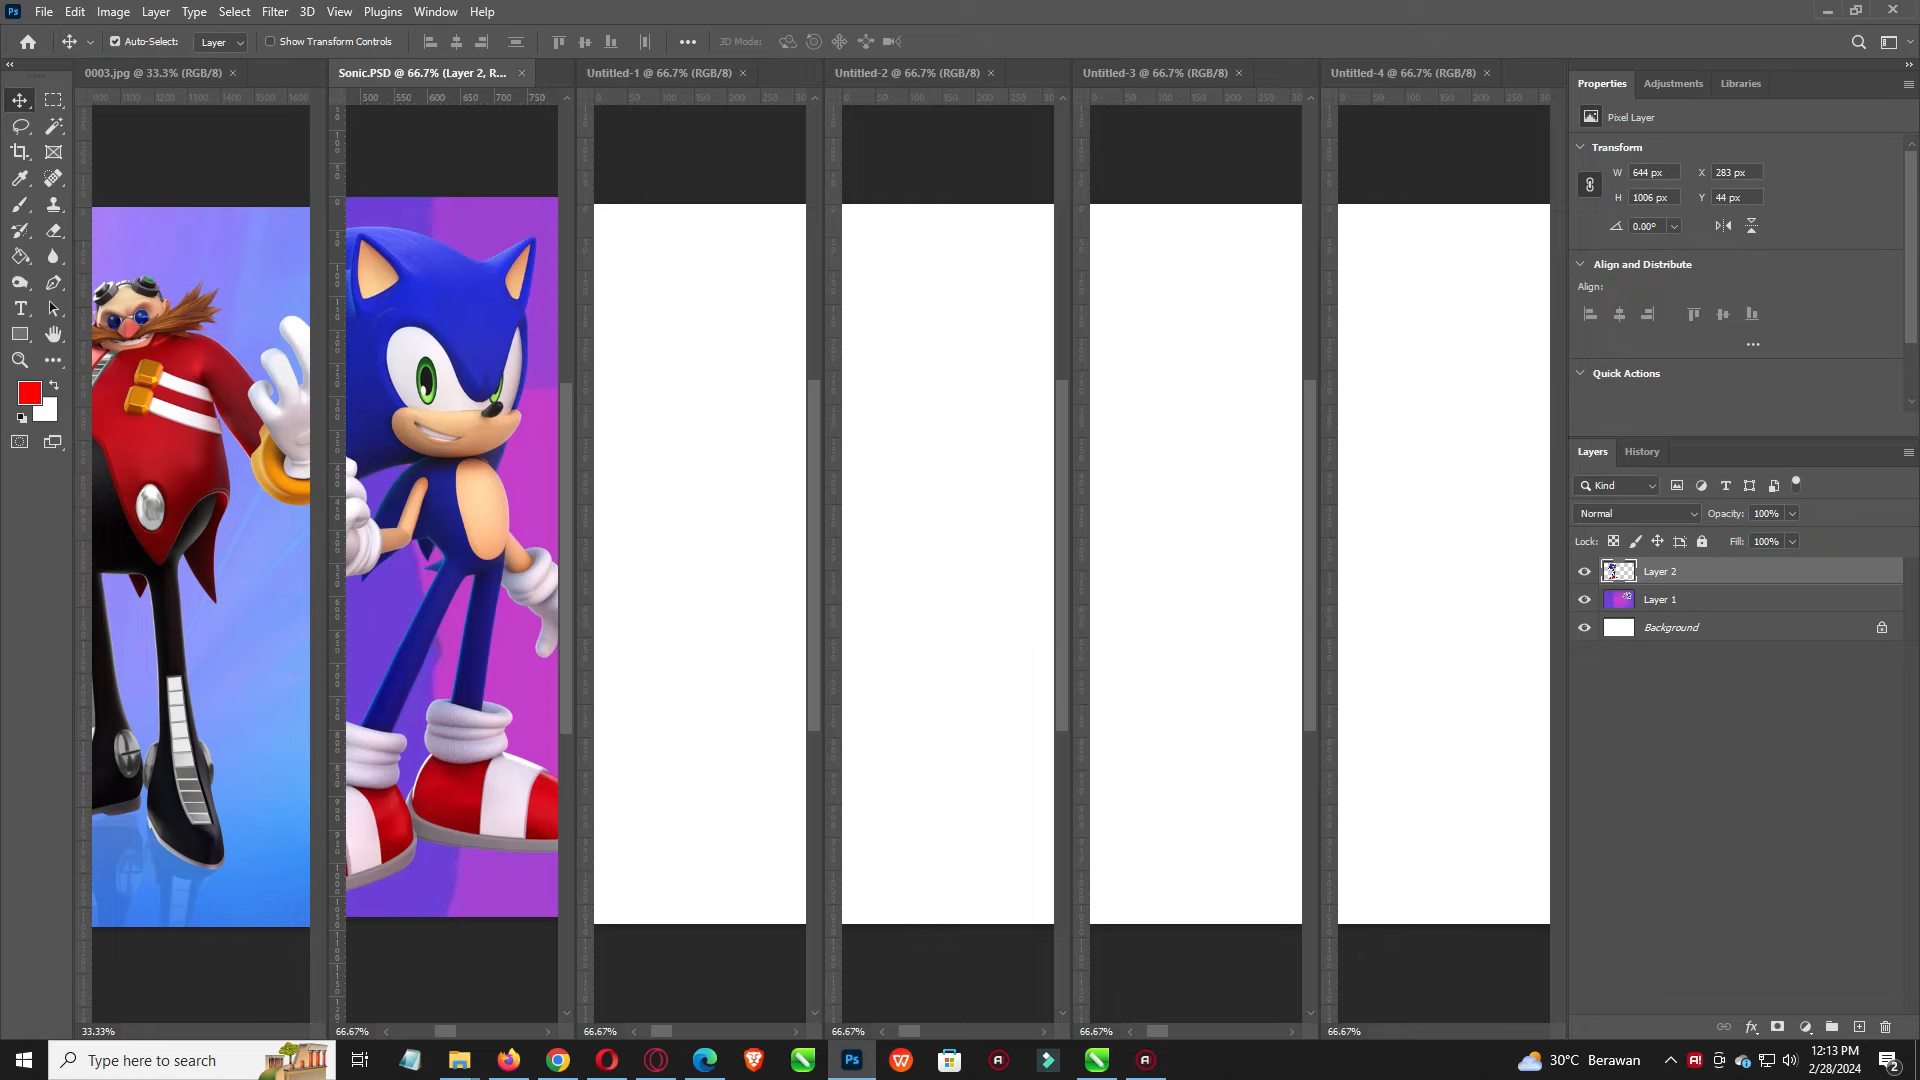 File Edit Image Layer Type Select Filter 3D View Plugins Window Help
Auto-Select: Layer Show Transform Controls 3D Mode:
0003.jpg @ 33.3% (RGB/8) Sonic.PSD @ 66.7% (Layer 2, R... Untitled-1 @ 66.7% (RGB/8) Untitled-2 @ 66.7% (RGB/8) Untitled-3 @ 66.7% (RGB/8) Untitled-4 @ 66.7% (RGB/8)
Properties Adjustments Libraries
Pixel Layer
Transform
W 644 px X 283 px
H 1006 px Y 44 px
0.00°
Align and Distribute
Align:
Quick Actions
Layers History
Kind
Normal Opacity: 100%
Lock: Fill: 100%
Layer 2
Layer 1
Background
33.33% 66.67% 66.67% 66.67% 66.67% 66.67%
Type here to search
30°C Berawan
12:13 PM
2/28/2024
2